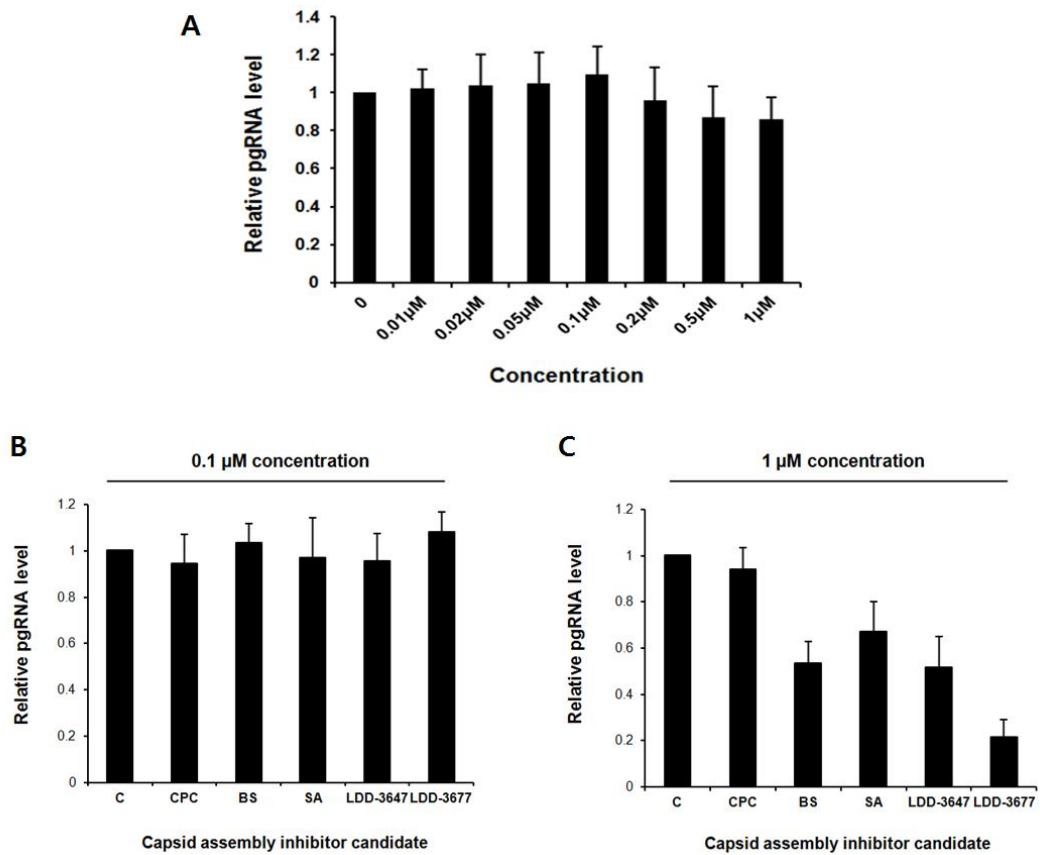 A
Relative pgRNA level
1.4
1.2
1
0.8
0.6
0.4
0.2
0
0 0.01µM 0.02µM 0.05µM 0.1µM 0.2µM 0.5µM 1µM
Concentration
B
0.1 µM concentration
Relative pgRNA level
1.2
1
0.8
0.6
0.4
0.2
0
C CPC BS SA LDD-3647 LDD-3677
Capsid assembly inhibitor candidate
C
1 µM concentration
Relative pgRNA level
1.2
1
0.8
0.6
0.4
0.2
0
C CPC BS SA LDD-3647 LDD-3677
Capsid assembly inhibitor candidate